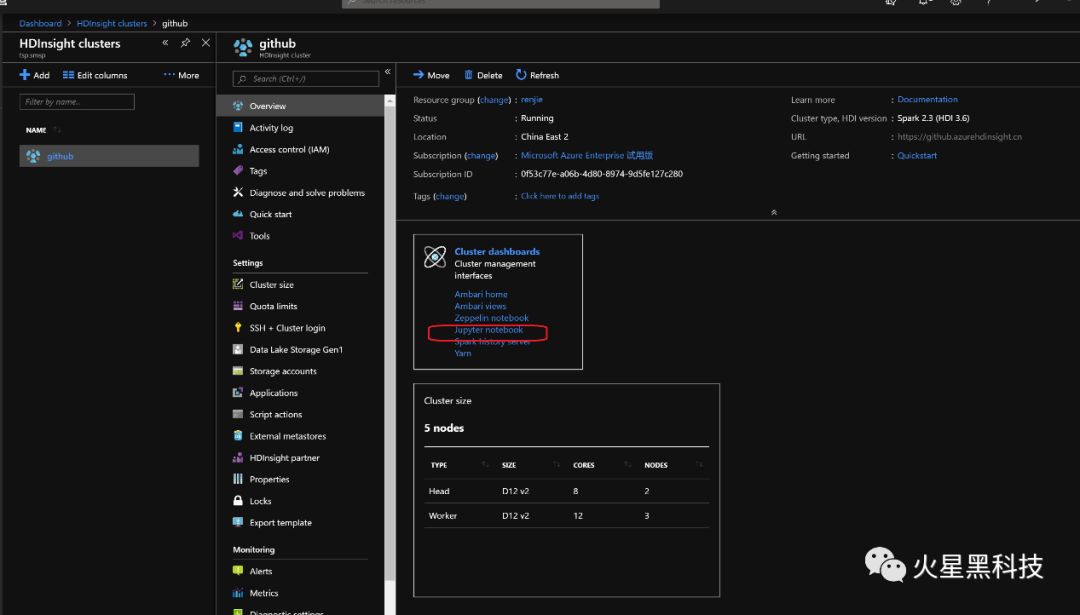 Search resources
Dashboard > HDInsight clusters > github
HDInsight clusters
tsp.smsp
Add
Edit columns
More
Filter by name...
NAME
github
github
HDInsight cluster
Search (Ctrl+/)
Overview
Activity log
Access control (IAM)
Tags
Diagnose and solve problems
Quick start
Tools
Settings
Cluster size
Quota limits
SSH + Cluster login
Data Lake Storage Gen1
Storage accounts
Applications
Script actions
External metastores
HDInsight partner
Properties
Locks
Export template
Monitoring
Alerts
Metrics
Diagnostic settings
Move
Delete
Refresh
Resource group (change) : renjie
Status : Running
Location : China East 2
Subscription (change) : Microsoft Azure Enterprise 试用版
Subscription ID : 0f53c77e-a06b-4d80-8974-9d5fe127c280
Tags (change) : Click here to add tags
Learn more : Documentation
Cluster type, HDI version : Spark 2.3 (HDI 3.6)
URL : https://github.azurehdinsight.cn
Getting started : Quickstart
Cluster dashboards
Cluster management
interfaces
Ambari home
Ambari views
Zeppelin notebook
Jupyter notebook
Spark history server
Yarn
Cluster size
5 nodes
TYPE SIZE CORES NODES
Head D12 v2 8 2
Worker D12 v2 12 3
火星黑科技